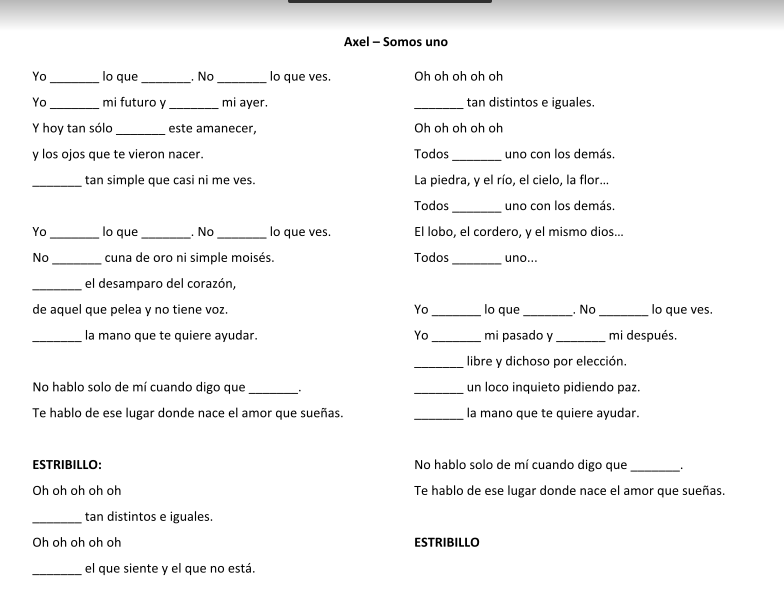 Axel – Somos uno
Yo _______ lo que _______. No _______ lo que ves.
Yo _______ mi futuro y _______ mi ayer.
Y hoy tan sólo _______ este amanecer,
y los ojos que te vieron nacer.
_______ tan simple que casi ni me ves.
Yo _______ lo que _______. No _______ lo que ves.
No _______ cuna de oro ni simple moisés.
_______ el desamparo del corazón,
de aquel que pelea y no tiene voz.
_______ la mano que te quiere ayudar.
No hablo solo de mí cuando digo que _______.
Te hablo de ese lugar donde nace el amor que sueñas.
ESTRIBILLO:
Oh oh oh oh oh
_______ tan distintos e iguales.
Oh oh oh oh oh
_______ el que siente y el que no está.
Oh oh oh oh oh
_______ tan distintos e iguales.
Oh oh oh oh oh
Todos _______ uno con los demás.
La piedra, y el río, el cielo, la flor…
Todos _______ uno con los demás.
El lobo, el cordero, y el mismo dios…
Todos _______ uno...
Yo _______ lo que _______. No _______ lo que ves.
Yo _______ mi pasado y _______ mi después.
_______ libre y dichoso por elección.
_______ un loco inquieto pidiendo paz.
_______ la mano que te quiere ayudar.
No hablo solo de mí cuando digo que _______.
Te hablo de ese lugar donde nace el amor que sueñas.
ESTRIBILLO